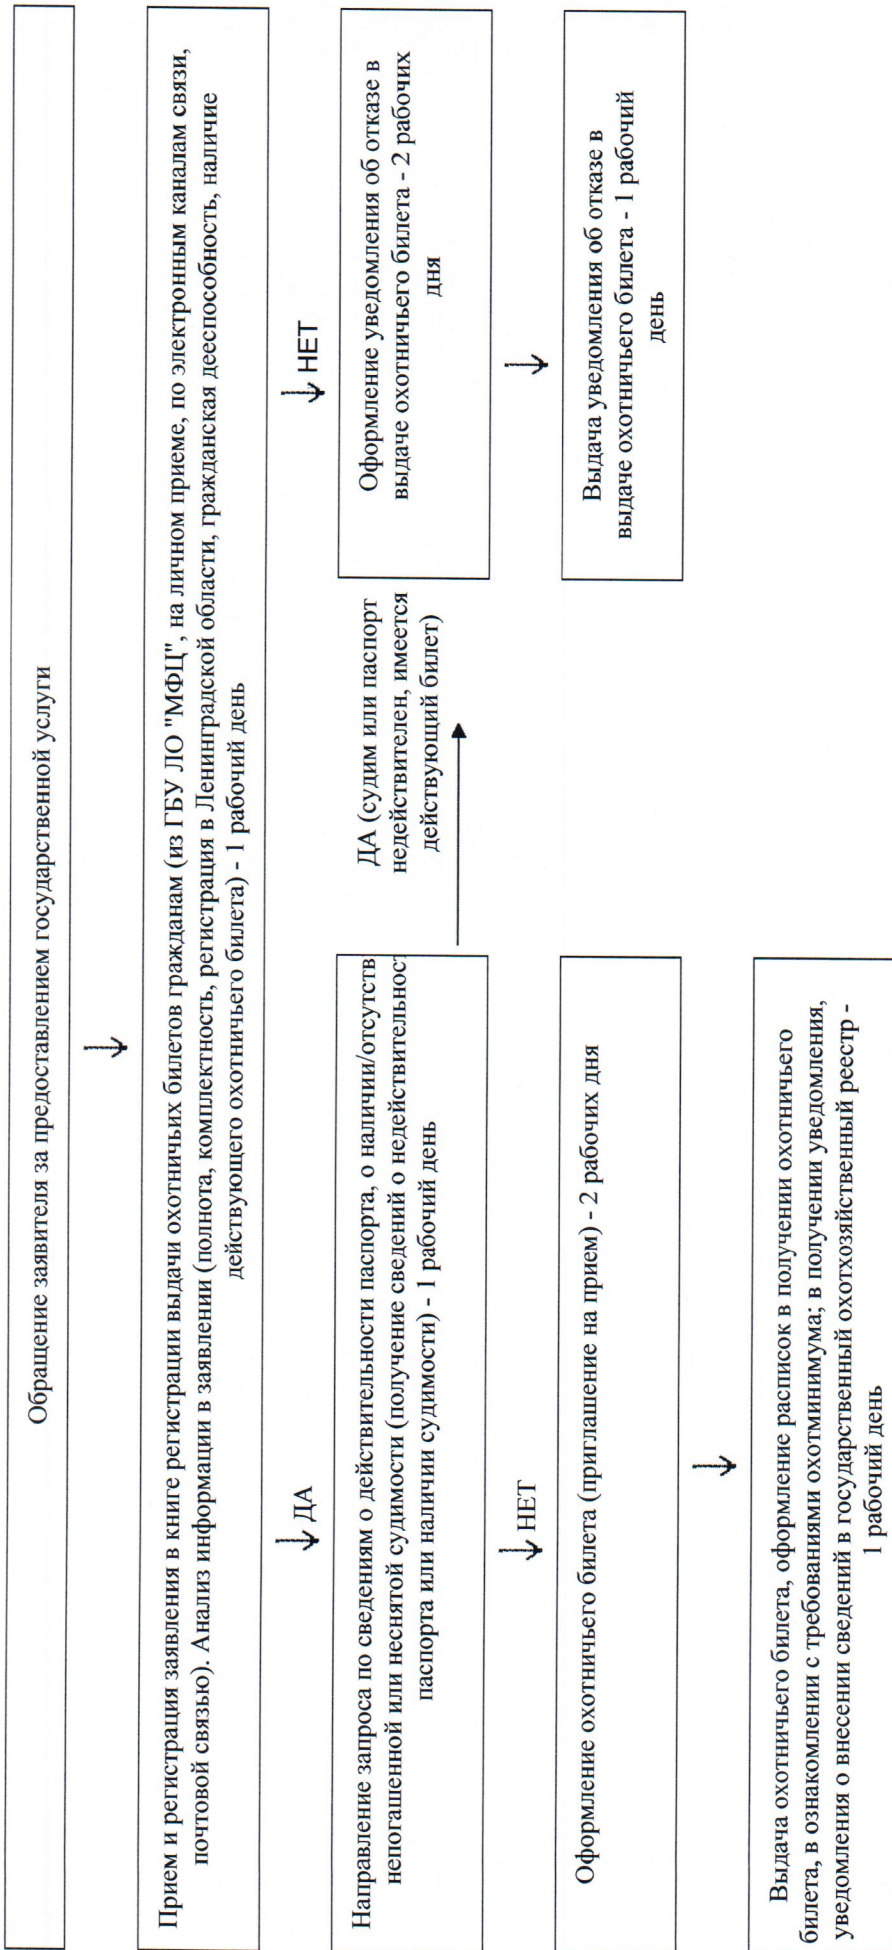 Обращение заявителя за предоставлением государственной услуги
Прием и регистрация заявления в книге регистрации выдачи охотничьих билетов гражданам (из ГБУ ЛО "МФЦ", на личном приеме, по электронным каналам связи,
почтовой связью). Анализ информации в заявлении (полнота, комплектность, регистрация в Ленинградской области, гражданская дееспособность, наличие
действующего охотничьего билета) - 1 рабочий день
ДА
НЕТ
Направление запроса по сведениям о действительности паспорта, о наличии/отсутств
непогашенной или неснятой судимости (получение сведений о недействительност
паспорта или наличии судимости) - 1 рабочий день
ДА (судим или паспорт
недействителен, имеется
действующий билет)
Оформление уведомления об отказе в
выдаче охотничьего билета - 2 рабочих
дня
НЕТ
Оформление охотничьего билета (приглашение на прием) - 2 рабочих дня
Выдача уведомления об отказе в
выдаче охотничьего билета - 1 рабочий
день
Выдача охотничьего билета, оформление расписок в получении охотничьего
билета, в ознакомлении с требованиями охотминимума; в получении уведомления,
уведомления о внесении сведений в государственный охотхозяйственный реестр -
1 рабочий день